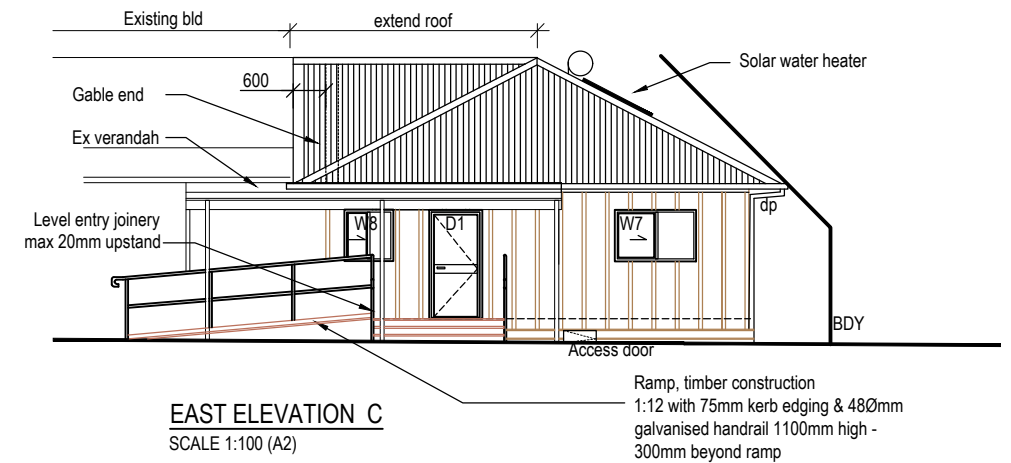 Existing bld
extend roof
Solar water heater
600
Gable end
Ex verandah
dp
Level entry joinery
max 20mm upstand
W8
D1
W7
BDY
Access door
Ramp, timber construction
1:12 with 75mm kerb edging & 48Ømm
galvanised handrail 1100mm high -
300mm beyond ramp
EAST ELEVATION C
SCALE 1:100 (A2)